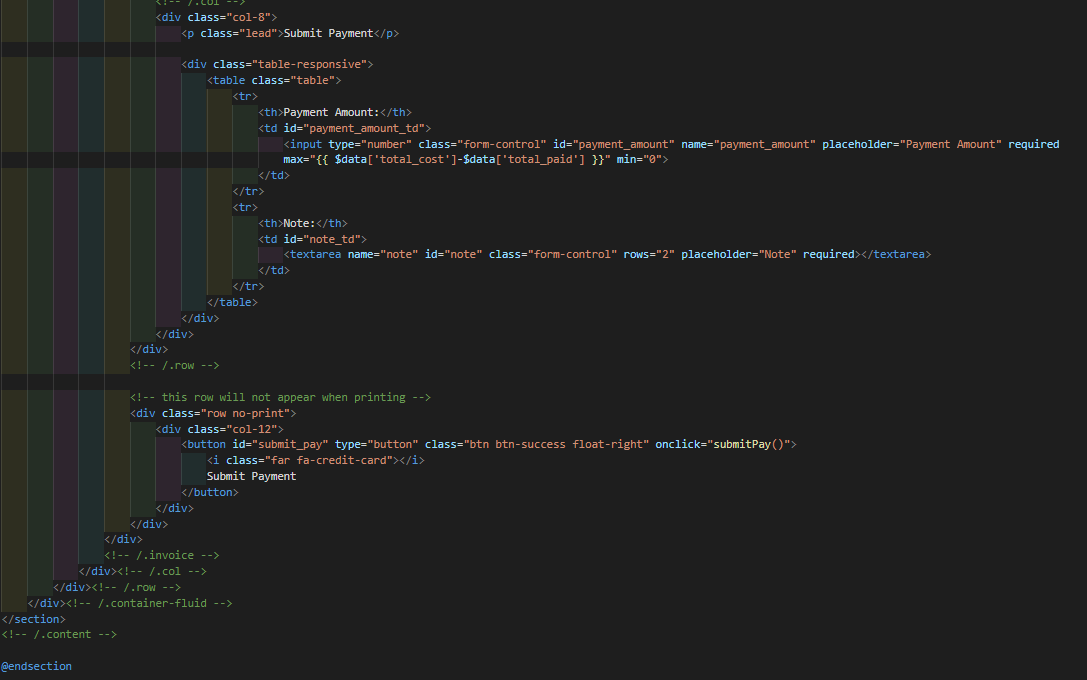 <!-- /.col -->
<div class="col-8">
<p class="lead">Submit Payment</p>
<div class="table-responsive">
<table class="table">
<tr>
<th>Payment Amount:</th>
<td id="payment_amount_td">
<input type="number" class="form-control" id="payment_amount" name="payment_amount" placeholder="Payment Amount" required
max="{{ $data['total_cost']-$data['total_paid'] }}" min="0">
</td>
</tr>
<tr>
<th>Note:</th>
<td id="note_td">
<textarea name="note" id="note" class="form-control" rows="2" placeholder="Note" required></textarea>
</td>
</tr>
</table>
</div>
</div>
</div>
<!-- /.row -->
<!-- this row will not appear when printing -->
<div class="row no-print">
<div class="col-12">
<button id="submit_pay" type="button" class="btn btn-success float-right" onclick="submitPay()">
<i class="far fa-credit-card"></i>
Submit Payment
</button>
</div>
</div>
</div>
<!-- /.invoice -->
</div><!-- /.col -->
</div><!-- /.row -->
</div><!-- /.container-fluid -->
</section>
<!-- /.content -->
@endsection